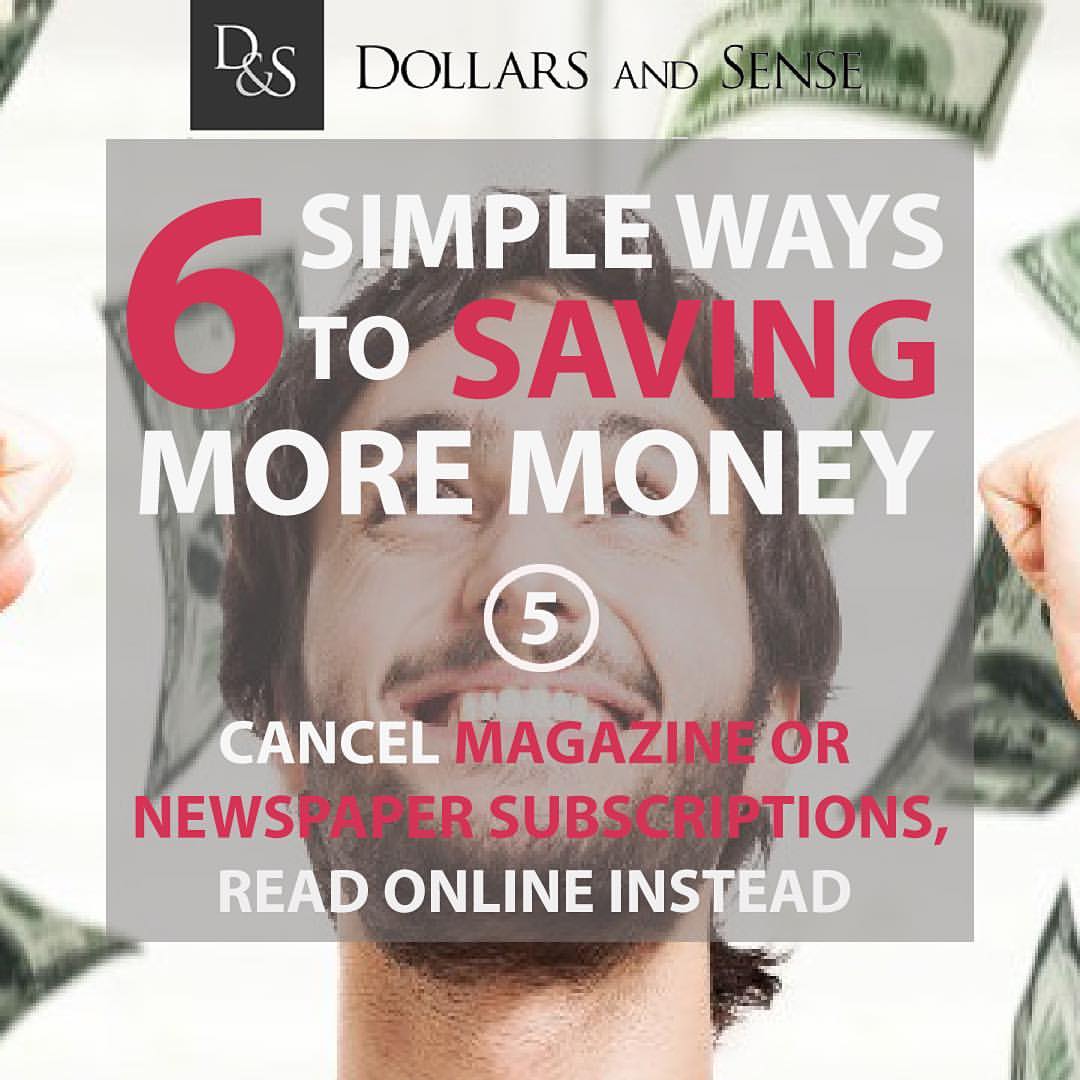 D&S DOLLARS AND SENSE
6 SIMPLE WAYS
TO SAVING
MORE MONEY
5
CANCEL MAGAZINE OR
NEWSPAPER SUBSCRIPTIONS,
READ ONLINE INSTEAD